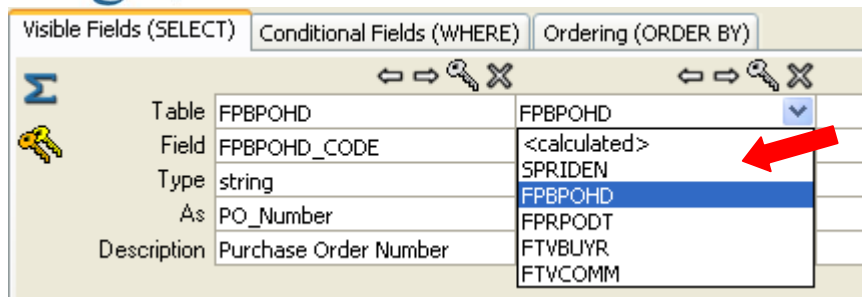 Visible Fields (SELECT) Conditional Fields (WHERE) Ordering (ORDER BY)
Table FPBPOHD FPBPOHD
Field FPBPOHD_CODE <calculated>
SPRIDEN
Type string FPBPOHD
As PO_Number FPRPODT
Description Purchase Order Number FTVBUYR
FTVCOMM